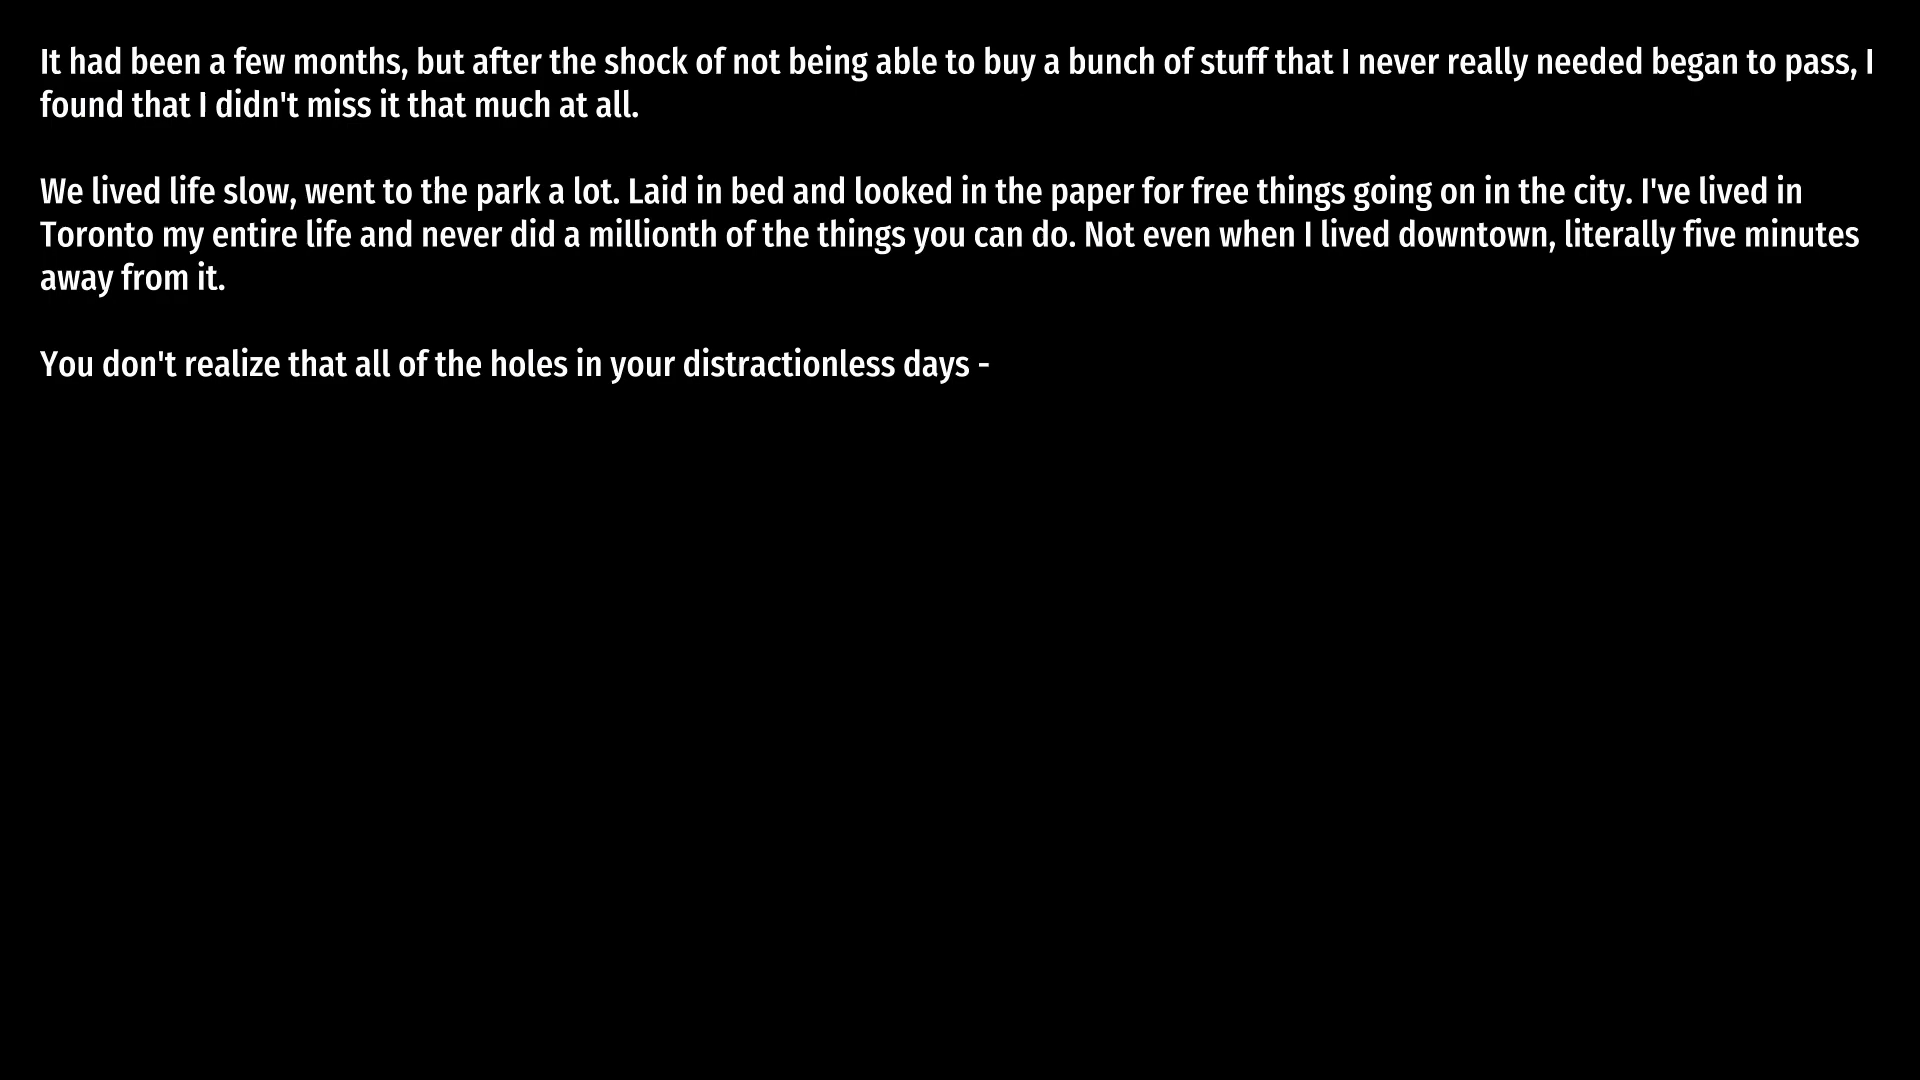 It had been a few months, but after the shock of not being able to buy a bunch of stuff that I never really needed began to pass, I
found that I didn't miss it that much at all.
We lived life slow, went to the park a lot. Laid in bed and looked in the paper for free things going on in the city. I've lived in
Toronto my entire life and never did a millionth of the things you can do. Not even when I lived downtown, literally five minutes
away from it.
You don't realize that all of the holes in your distractionless days -